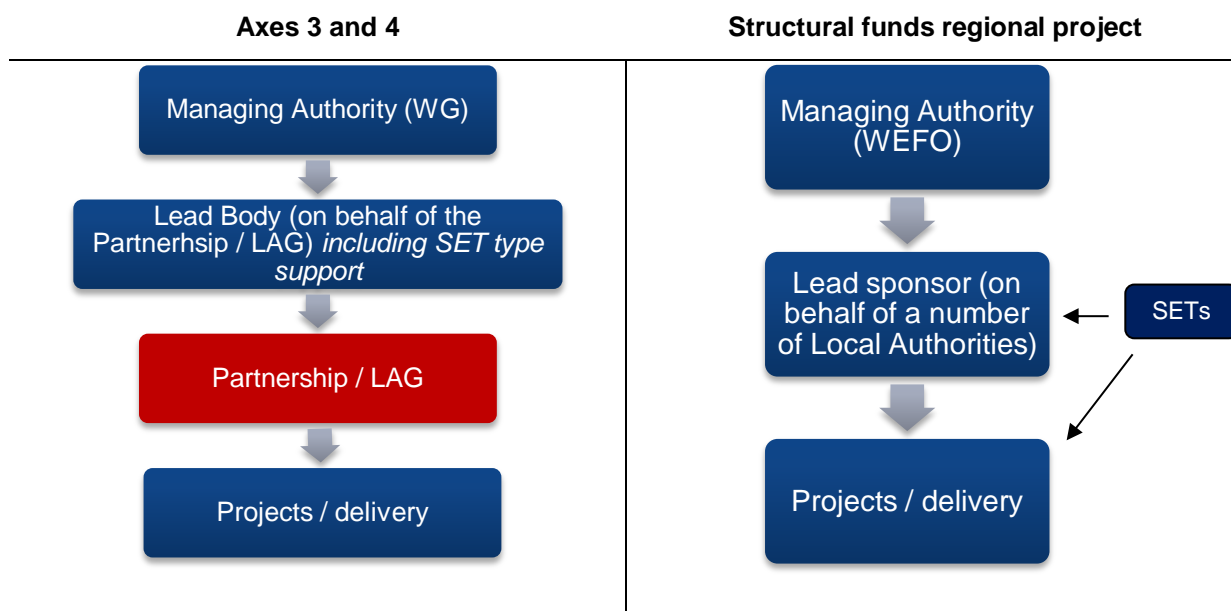 Axes 3 and 4
Managing Authority (WG)
Lead Body (on behalf of the
Partnerhsip / LAG) including SET type
support
Partnership / LAG
Projects / delivery
Structural funds regional project
Managing Authority
(WEFO)
Lead sponsor (on
behalf of a number
of Local Authorities)
SETs
Projects / delivery